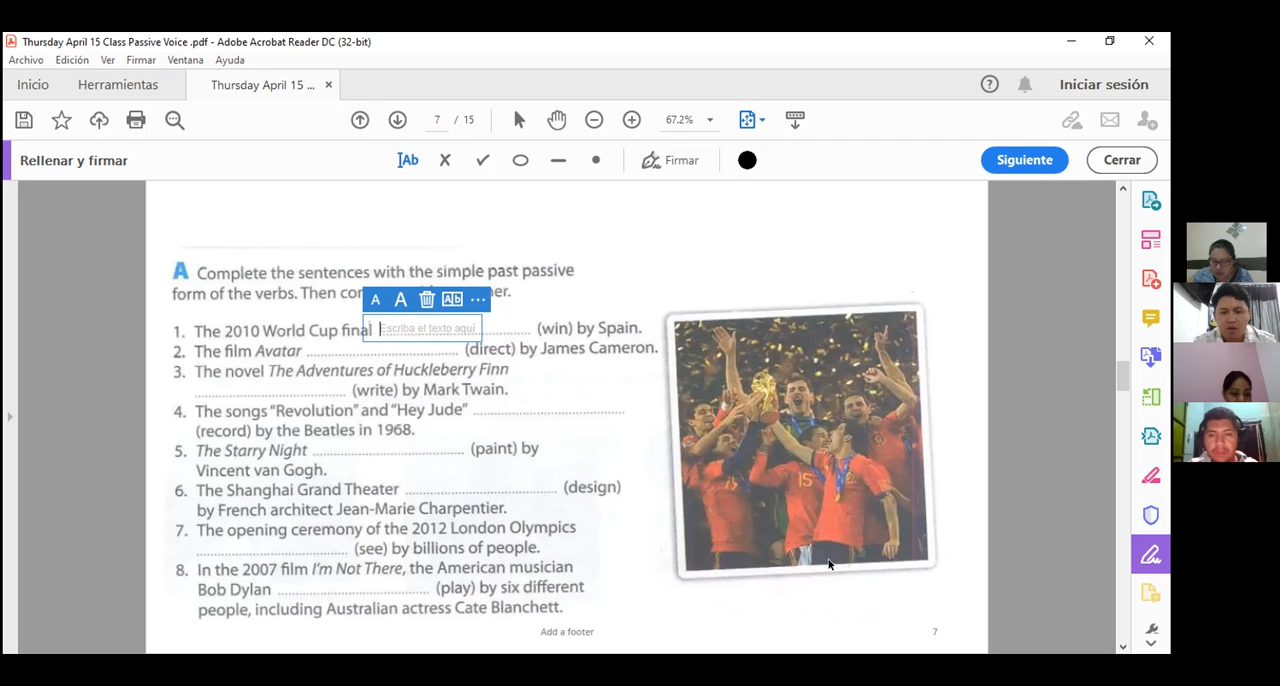 Thursday April 15 Class Passive Voice .pdf - Adobe Acrobat Reader DC (32-bit)
Archivo Edición Ver Firmar Ventana Ayuda
Inicio Herramientas Thursday April 15 ... × Iniciar sesión
7 / 15 67.2%
Rellenar y firmar Ab Firmar Siguiente Cerrar
A Complete the sentences with the simple past passive
form of the verbs. Then
A A Ab ...
1. The 2010 World Cup final Escriba el texto aquí (win) by Spain.
2. The film Avatar (direct) by James Cameron.
3. The novel The Adventures of Huckleberry Finn
(write) by Mark Twain.
4. The songs “Revolution” and “Hey Jude”
(record) by the Beatles in 1968.
5. The Starry Night (paint) by
Vincent van Gogh.
6. The Shanghai Grand Theater (design)
by French architect Jean-Marie Charpentier.
7. The opening ceremony of the 2012 London Olympics
(see) by billions of people.
8. In the 2007 film I'm Not There, the American musician
Bob Dylan (play) by six different
people, including Australian actress Cate Blanchett.
15
Add a footer 7